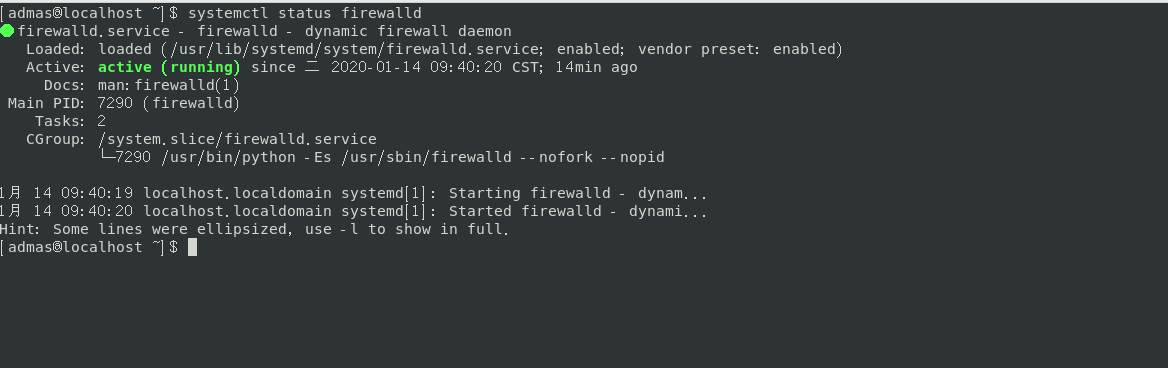 [admas@localhost ~]$ systemctl status firewalld
● firewalld.service - firewalld - dynamic firewall daemon
Loaded: loaded (/usr/lib/systemd/system/firewalld.service; enabled; vendor preset: enabled)
Active: active (running) since 二 2020-01-14 09:40:20 CST; 14min ago
Docs: man:firewalld(1)
Main PID: 7290 (firewalld)
Tasks: 2
CGroup: /system.slice/firewalld.service
└─7290 /usr/bin/python -Es /usr/sbin/firewalld --nofork --nopid
1月 14 09:40:19 localhost.localdomain systemd[1]: Starting firewalld - dynam...
1月 14 09:40:20 localhost.localdomain systemd[1]: Started firewalld - dynami...
Hint: Some lines were ellipsized, use -l to show in full.
[admas@localhost ~]$